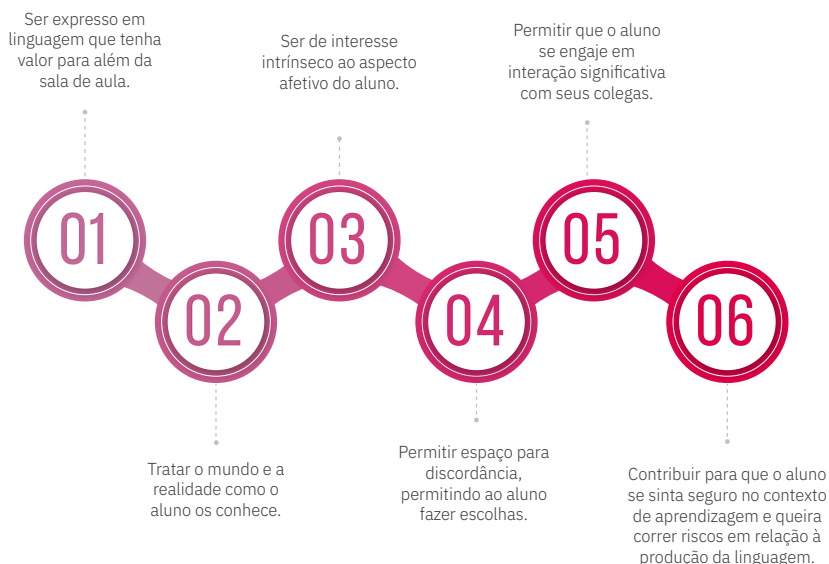 01
Ser expresso em
linguagem que tenha
valor para além da
sala de aula.
02
Tratar o mundo e a
realidade como o
aluno os conhece.
03
Ser de interesse
intrínseco ao aspecto
afetivo do aluno.
04
Permitir espaço para
discordância,
permitindo ao aluno
fazer escolhas.
05
Permitir que o aluno
se engaje em
interação significativa
com seus colegas.
06
Contribuir para que o aluno
se sinta seguro no contexto
de aprendizagem e queira
correr riscos em relação à
produção da linguagem.